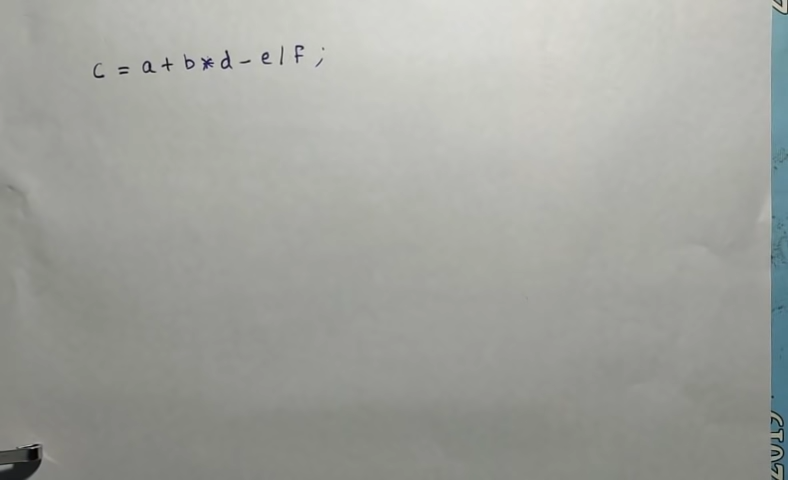 c = a + b * d - e / f ;